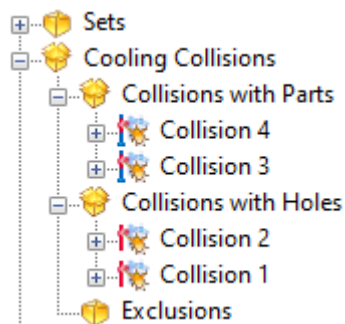 Sets
Cooling Collisions
Collisions with Parts
Collision 4
Collision 3
Collisions with Holes
Collision 2
Collision 1
Exclusions